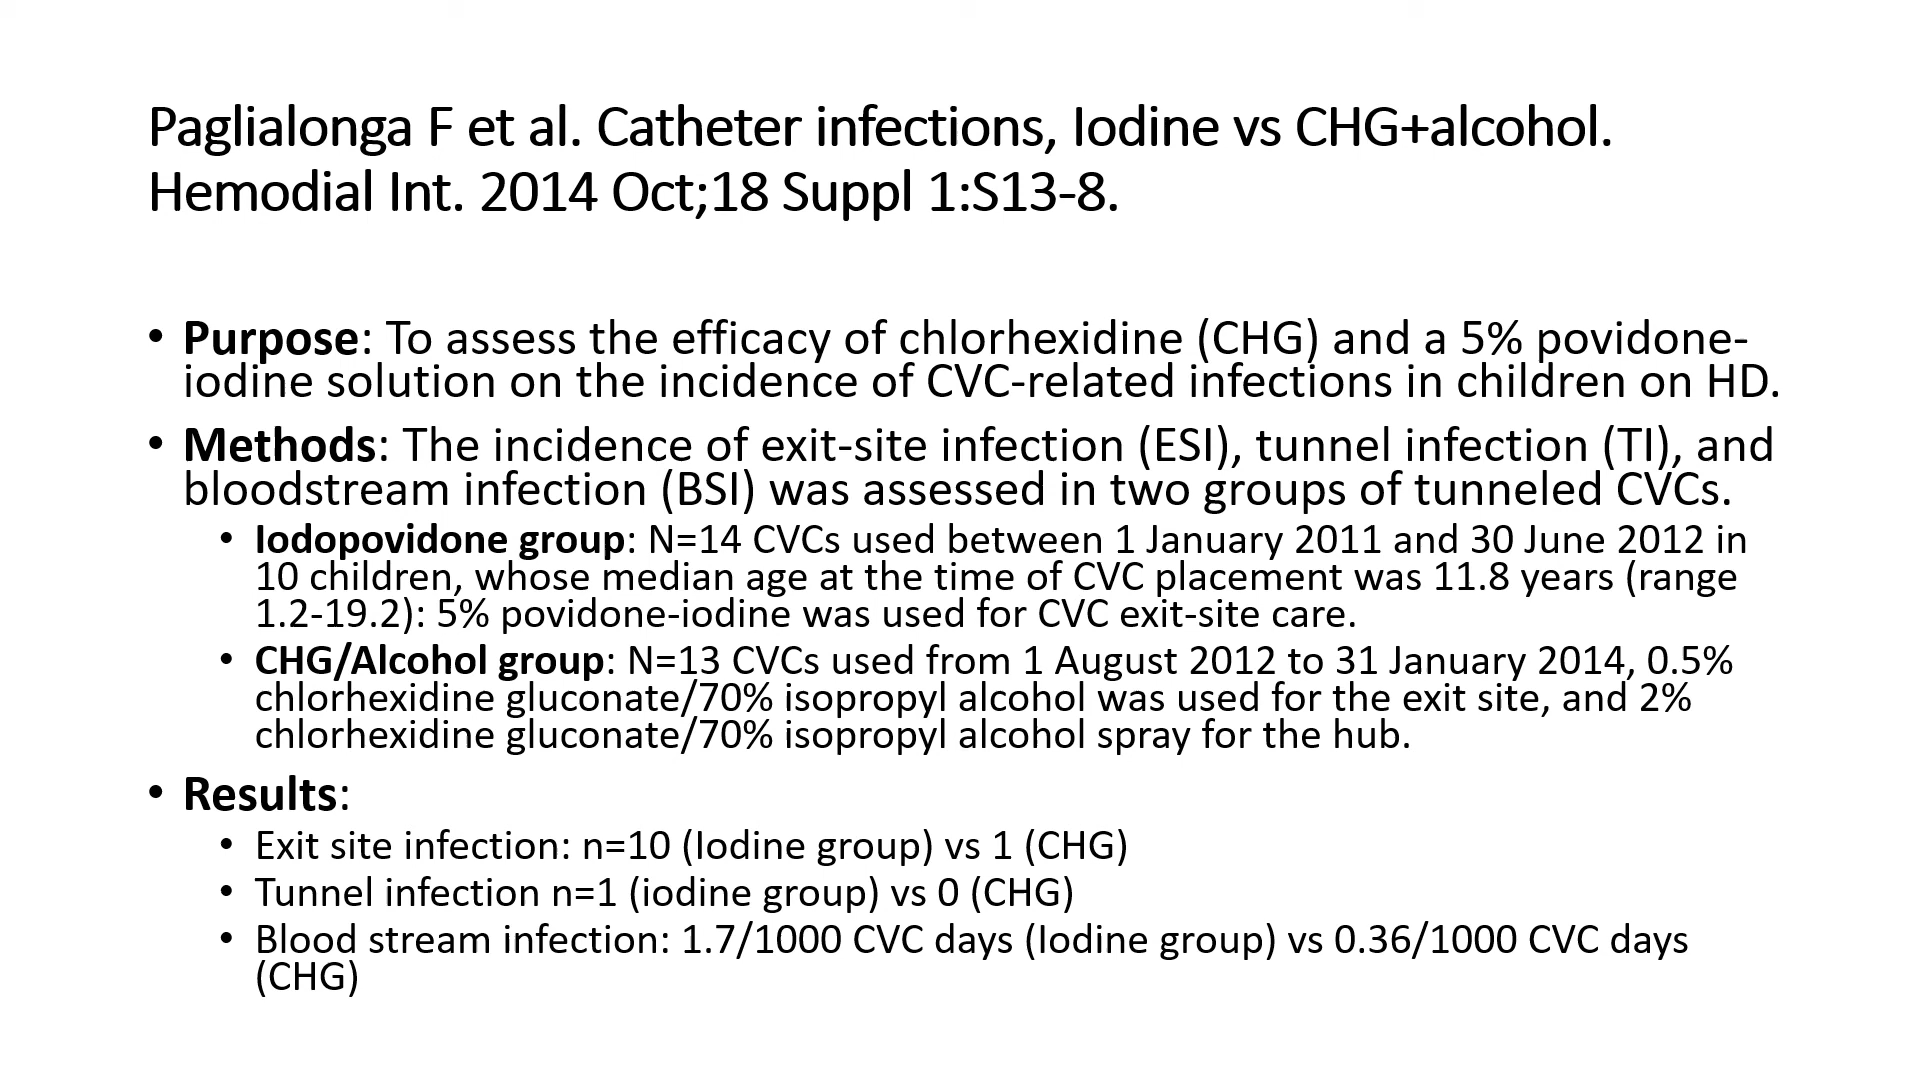 Paglialonga F et al. Catheter infections, Iodine vs CHG+alcohol.
Hemodial Int. 2014 Oct;18 Suppl 1:S13-8.
• Purpose: To assess the efficacy of chlorhexidine (CHG) and a 5% povidone-
iodine solution on the incidence of CVC-related infections in children on HD.
• Methods: The incidence of exit-site infection (ESI), tunnel infection (TI), and
bloodstream infection (BSI) was assessed in two groups of tunneled CVCs.
• Iodopovidone group: N=14 CVCs used between 1 January 2011 and 30 June 2012 in
10 children, whose median age at the time of CVC placement was 11.8 years (range
1.2-19.2): 5% povidone-iodine was used for CVC exit-site care.
• CHG/Alcohol group: N=13 CVCs used from 1 August 2012 to 31 January 2014, 0.5%
chlorhexidine gluconate/70% isopropyl alcohol was used for the exit site, and 2%
chlorhexidine gluconate/70% isopropyl alcohol spray for the hub.
• Results:
• Exit site infection: n=10 (Iodine group) vs 1 (CHG)
• Tunnel infection n=1 (iodine group) vs 0 (CHG)
• Blood stream infection: 1.7/1000 CVC days (Iodine group) vs 0.36/1000 CVC days
(CHG)